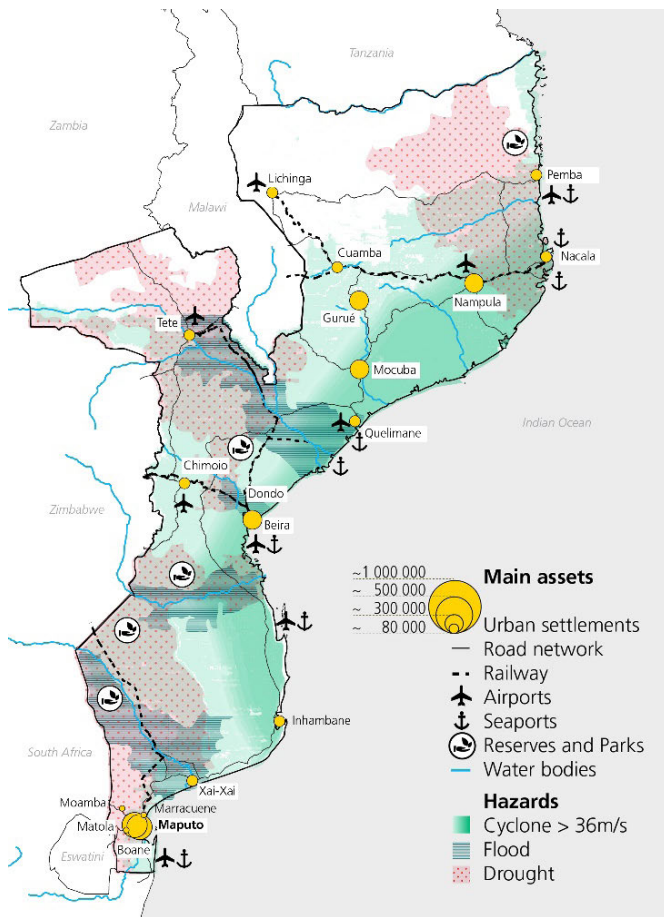 Tanzania
Zambia
Malawi
Lichinga
Pemba
Cuamba
Nacala
Nampula
Gurué
Tete
Mocuba
Quelimane
Indian Ocean
Chimoio
Zimbabwe
Dondo
Beira
Inhambane
South Africa
Xai-Xai
Moamba
Marracuene
Matola
Maputo
Boane
Eswatini
Main assets
~1 000 000
~ 500 000
~ 300 000
~ 80 000
Urban settlements
Road network
Railway
Airports
Seaports
Reserves and Parks
Water bodies
Hazards
Cyclone > 36m/s
Flood
Drought